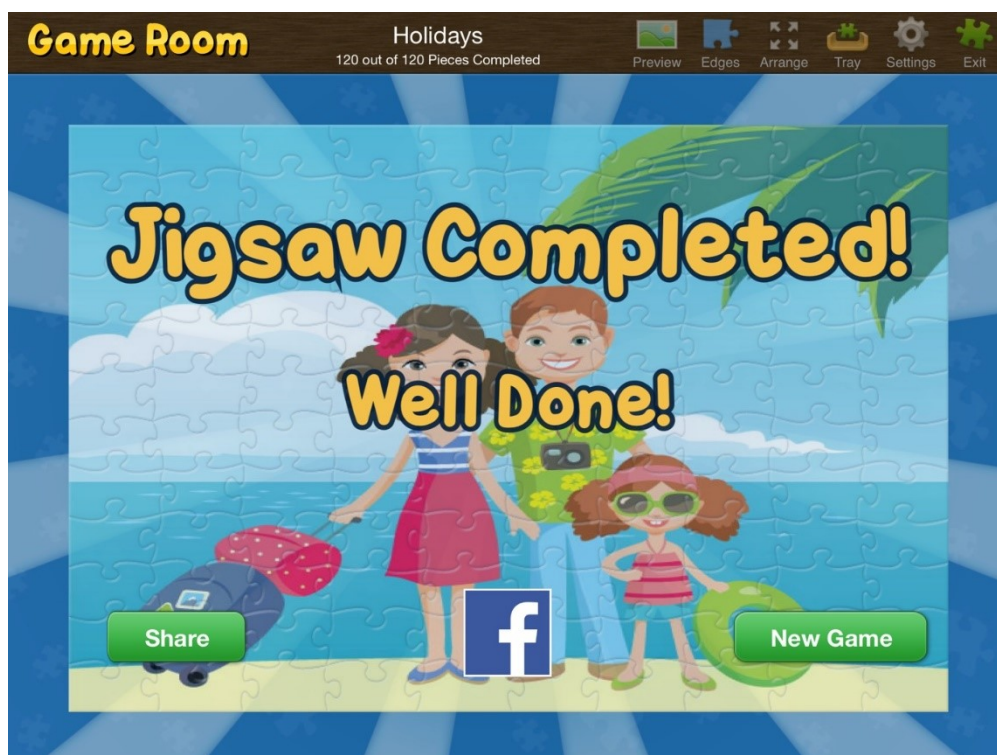 Game Room
Holidays
120 out of 120 Pieces Completed
Preview Edges Arrange Tray Settings Exit
Jigsaw Completed!
Well Done!
Share
f
New Game